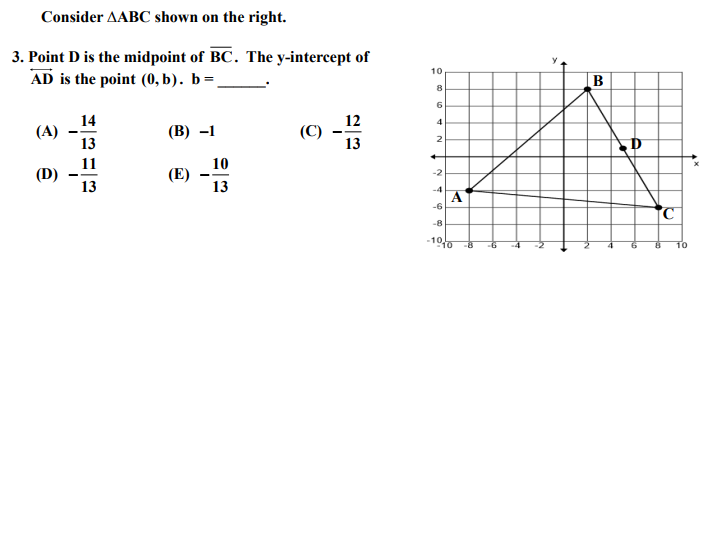 Consider ΔABC shown on the right.
3. Point D is the midpoint of B̅C̅. The y-intercept of
A͡D is the point (0, b). b = ______.
(A) −14/13 (B) −1 (C) −12/13
(D) −11/13 (E) −10/13
y
10
8
6
4
2
-2
-4
-6
-8
-10
-10 -8 -6 -4 -2 2 4 6 8 10
x
B
D
A
C